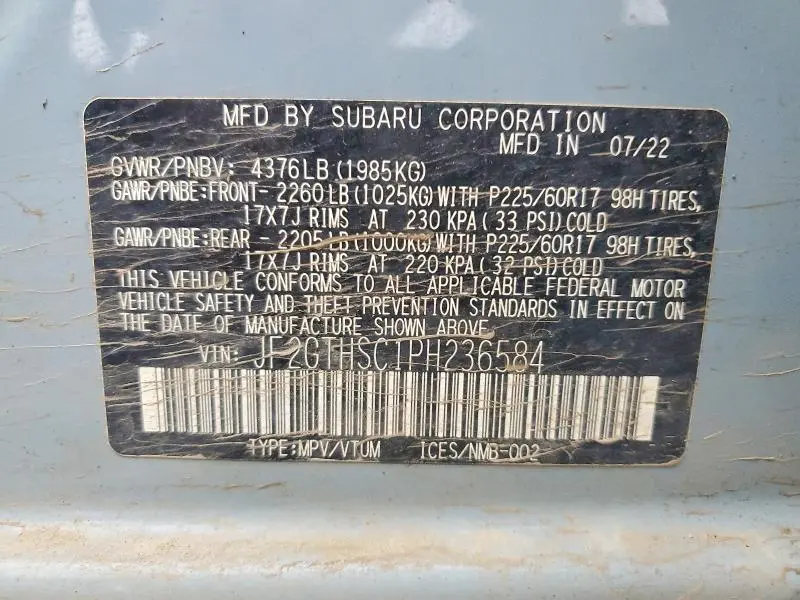 MFD BY SUBARU CORPORATION
MFD IN 07/22
GVWR/PNBV: 4376LB(1985KG)
GAWR/PNBE:FRONT- 2260LB(1025KG)WITH P225/60R17 98H TIRES,
17X7J RIMS AT 230 KPA(33 PSI)COLD
GAWR/PNBE:REAR - 2205LB(1000KG)WITH P225/60R17 98H TIRES,
17X7J RIMS AT 220 KPA(32 PSI)COLD
THIS VEHICLE CONFORMS TO ALL APPLICABLE FEDERAL MOTOR
VEHICLE SAFETY AND THEFT PREVENTION STANDARDS IN EFFECT ON
THE DATE OF MANUFACTURE SHOWN ABOVE.
VIN: JF2GTHSC1PH236584
TYPE:MPV/VTUM ICES/NMB-002